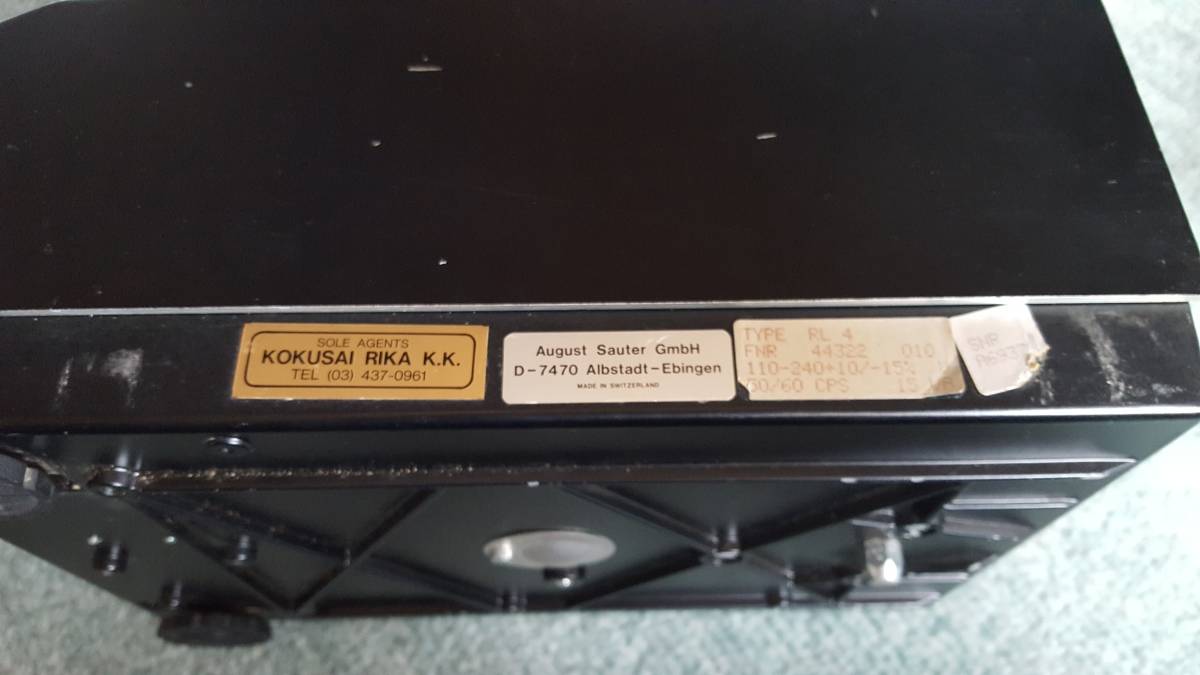 SOLE AGENTS
KOKUSAI RIKA K.K.
TEL (03) 437-0961
August Sauter GmbH
D-7470 Albstadt-Ebingen
MADE IN SWITZERLAND
TYPE RL 4
FNR 44322 010
110-240+10/-15%
50/60 CPS 15
SNR